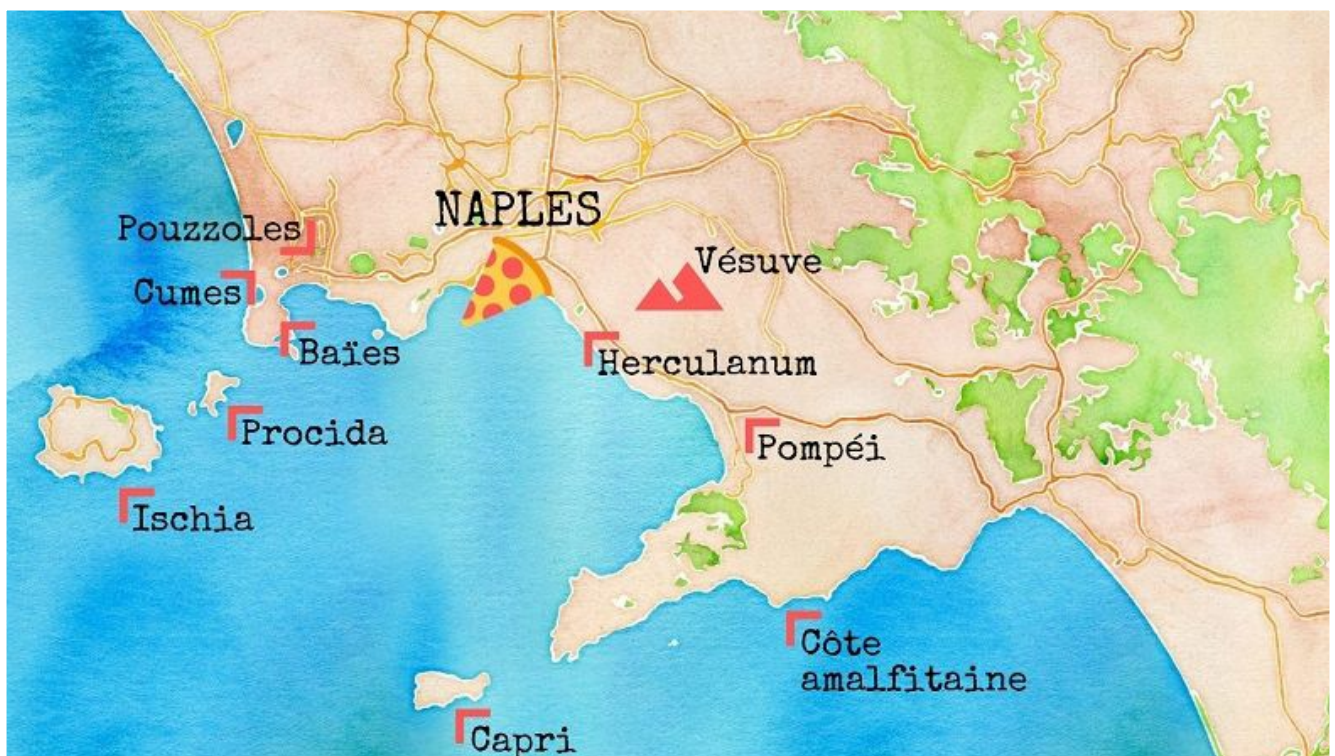 NAPLES
Pouzzoles
Vésuve
Cumes
Baïes
Herculanum
Procida
Pompéi
Ischia
Côte
amalfitaine
Capri